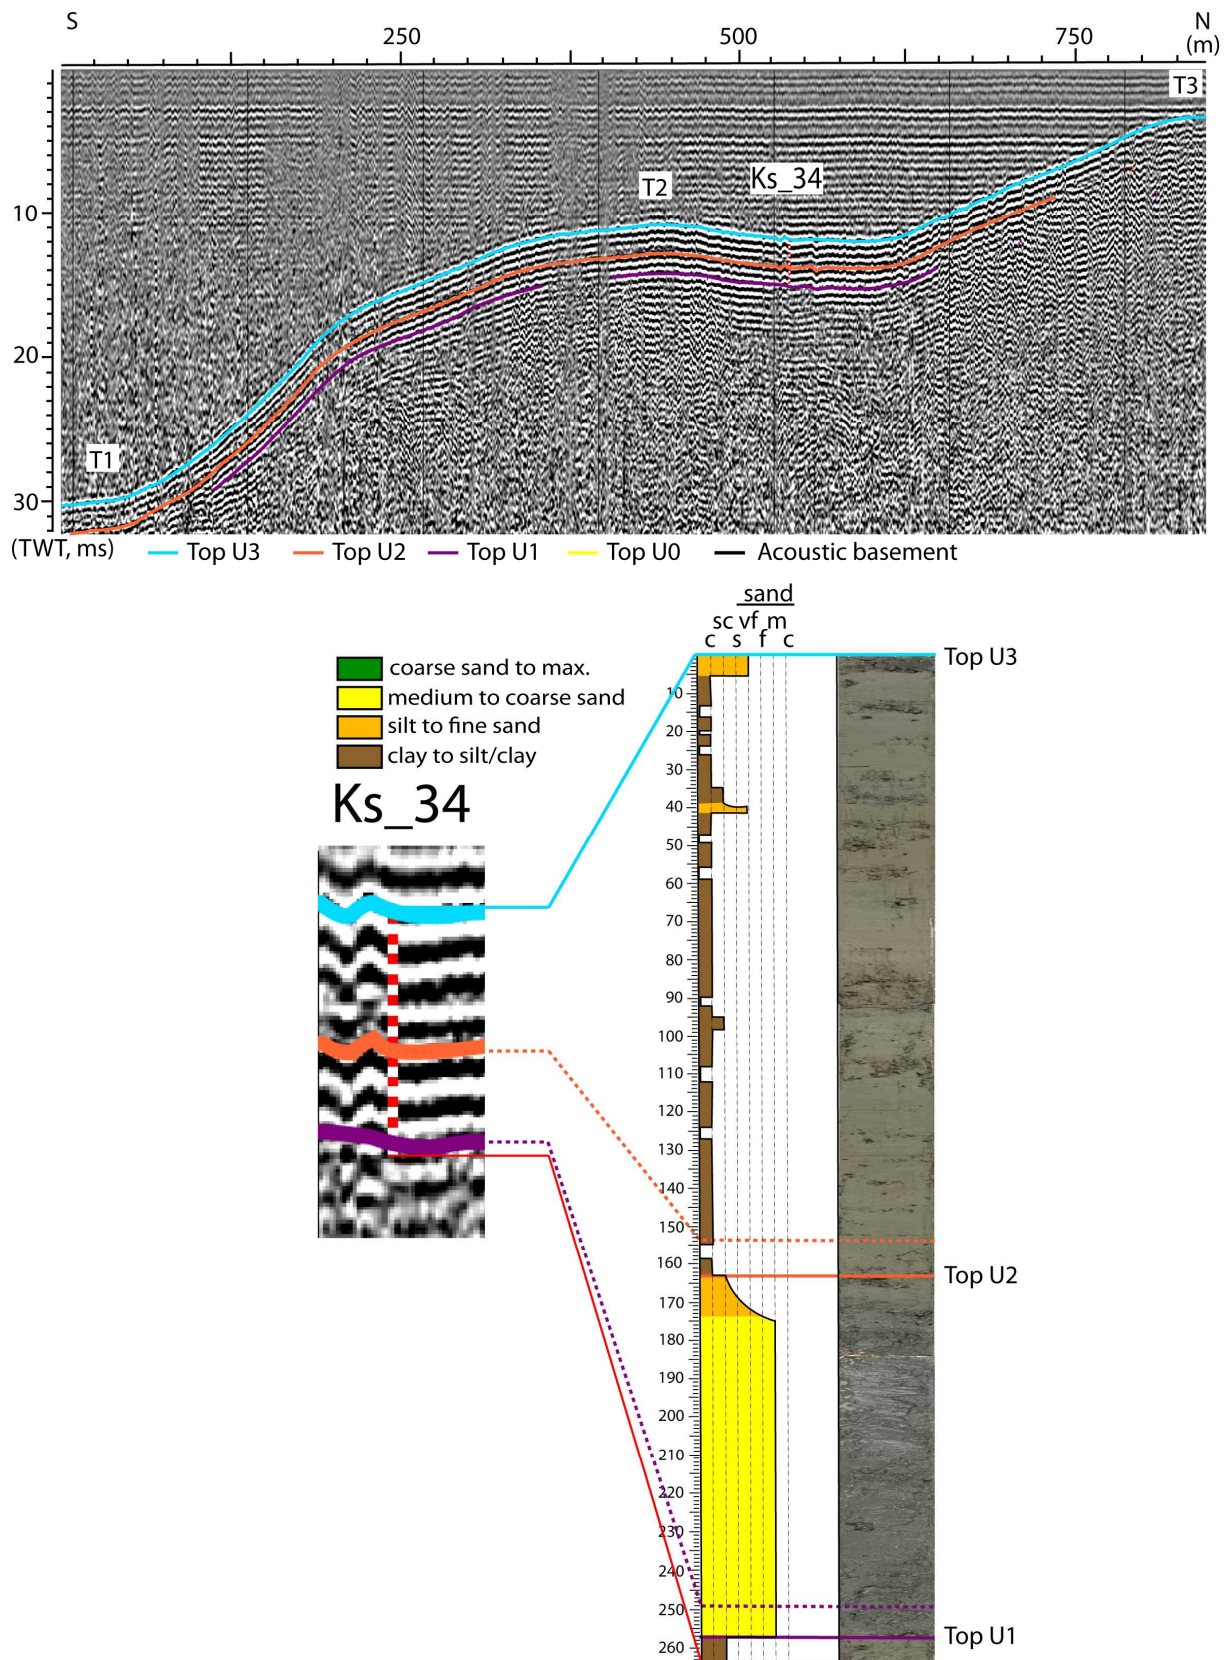 S
N
250
500
750
(m)
T3
10
T2
Ks_34
20
T1
30
(TWT, ms)
Top U3
Top U2
Top U1
Top U0
Acoustic basement
sand
sc vf m
c s f c
Top U3
coarse sand to max.
medium to coarse sand
silt to fine sand
clay to silt/clay
Ks_34
10
20
30
40
50
60
70
80
90
100
110
120
130
140
150
160
Top U2
170
180
190
200
210
220
230
240
250
Top U1
260